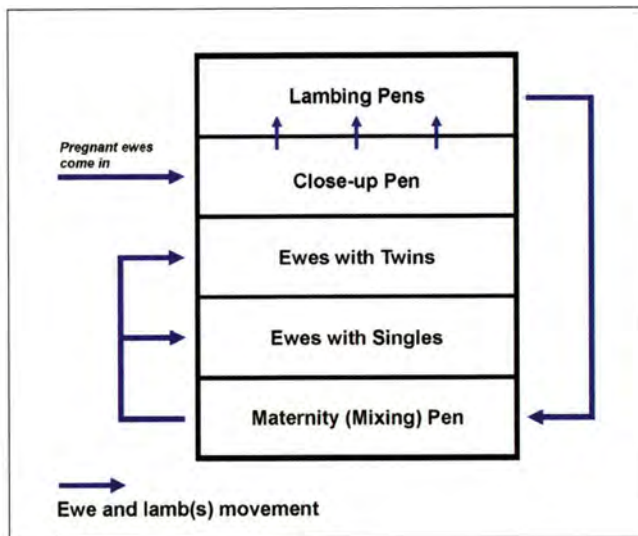 Lambing Pens
Pregnant ewes
come in
Close-up Pen
Ewes with Twins
Ewes with Singles
Maternity (Mixing) Pen
Ewe and lamb(s) movement